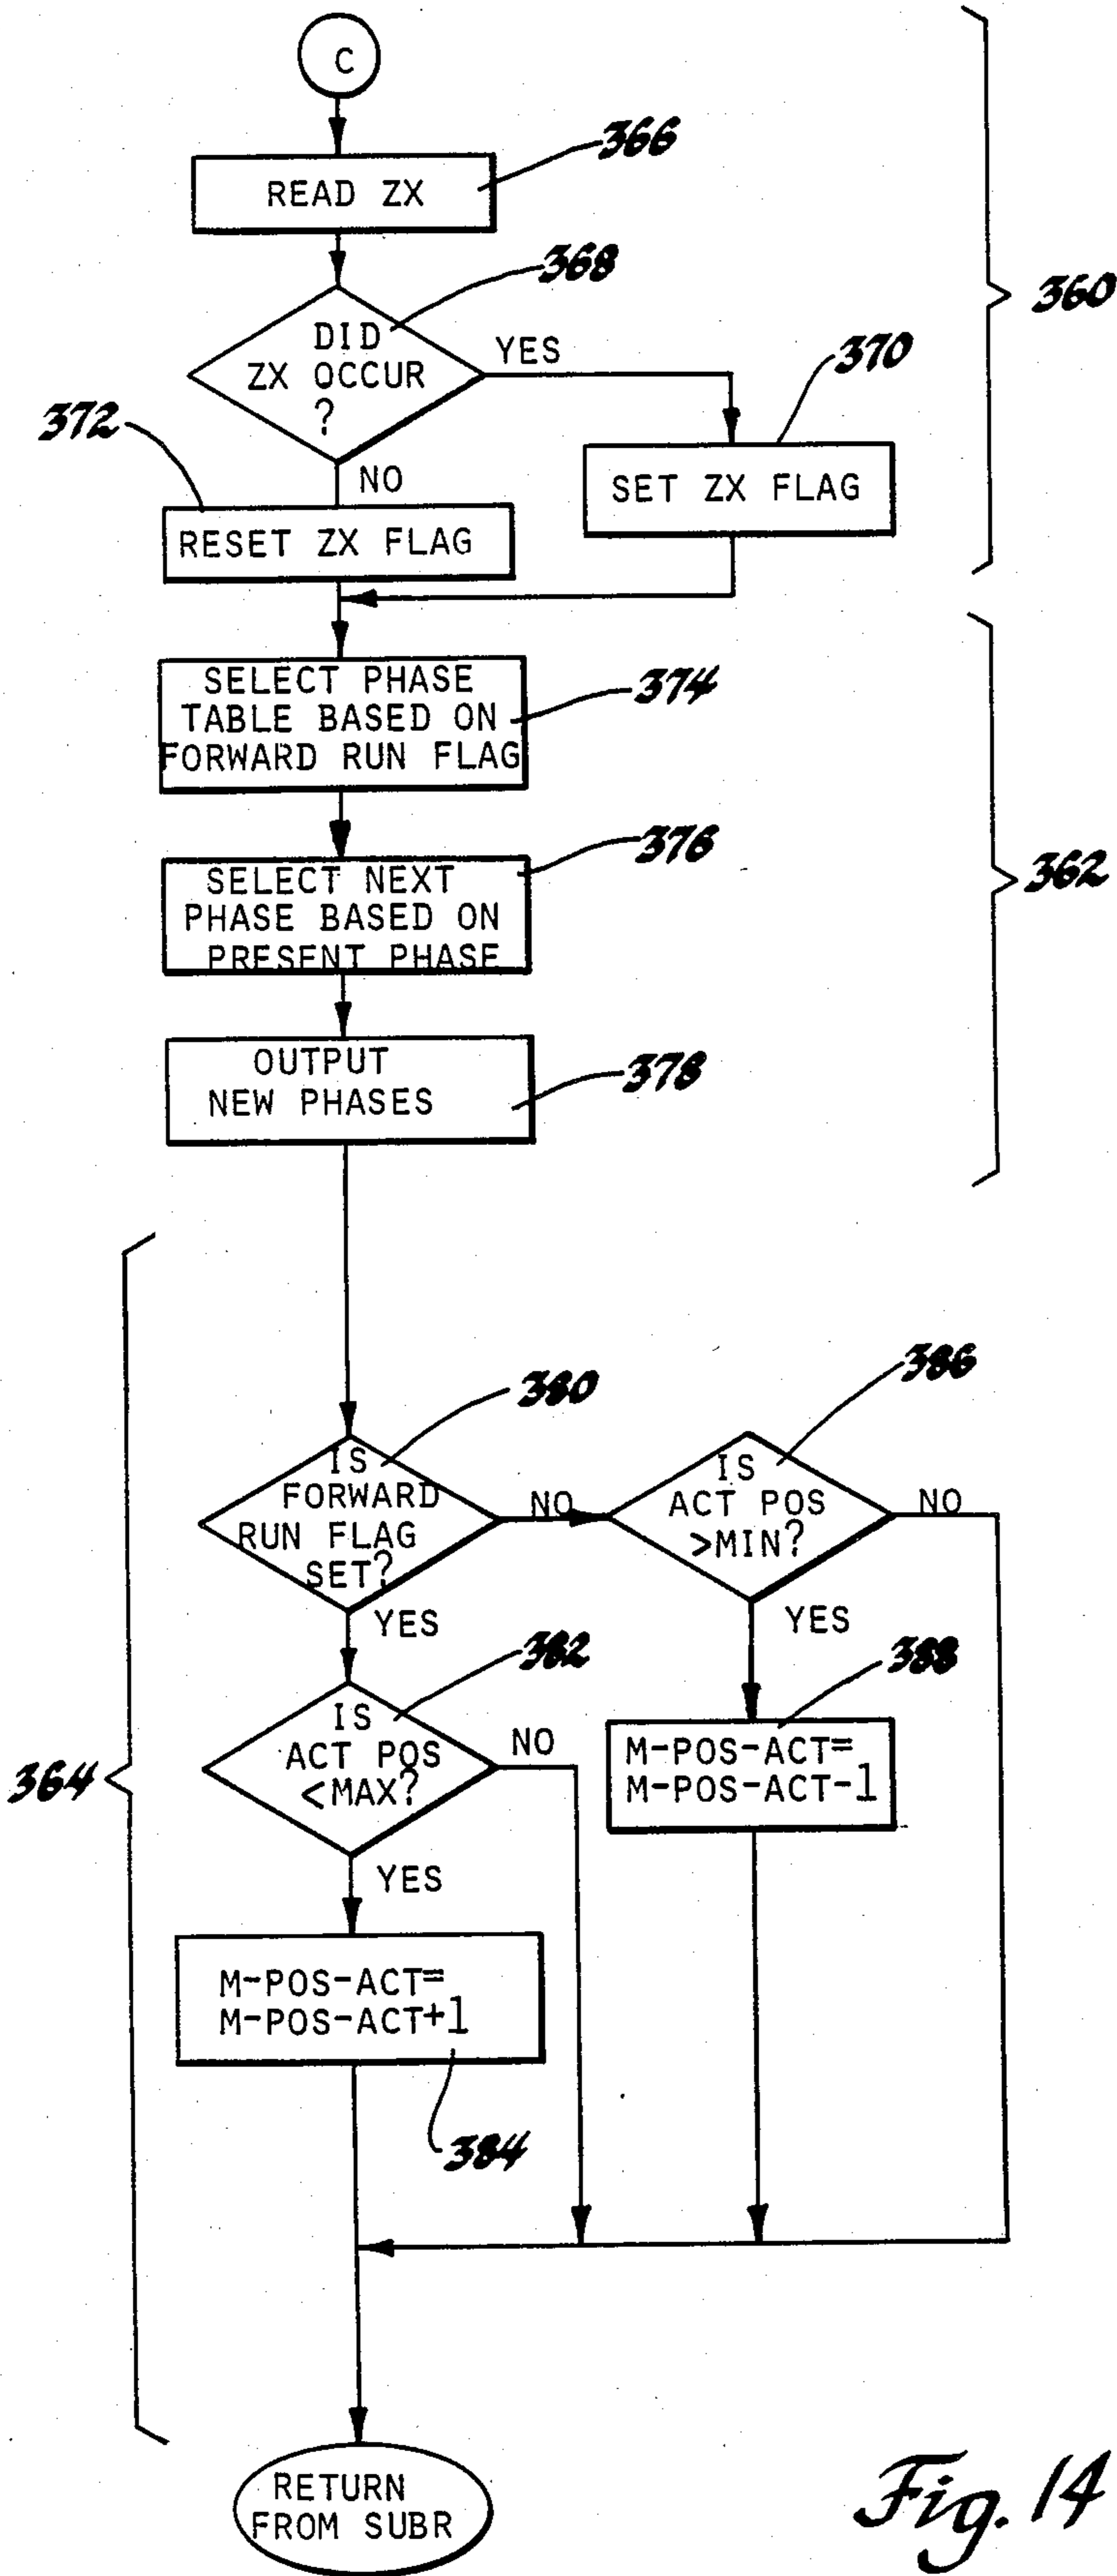 C
366
READ ZX
368
DID
ZX OCCUR
?
YES
360
370
372
NO
SET ZX FLAG
RESET ZX FLAG
SELECT PHASE
TABLE BASED ON
FORWARD RUN FLAG
374
376
SELECT NEXT
PHASE BASED ON
PRESENT PHASE
362
OUTPUT
NEW PHASES
378
380
386
IS
FORWARD
RUN FLAG
SET?
NO
IS
ACT POS
>MIN?
NO
YES
YES
382
388
IS
ACT POS
<MAX?
NO
M-POS-ACT=
M-POS-ACT-1
364
YES
M-POS-ACT=
M-POS-ACT+1
384
RETURN
FROM SUBR
Fig. 14